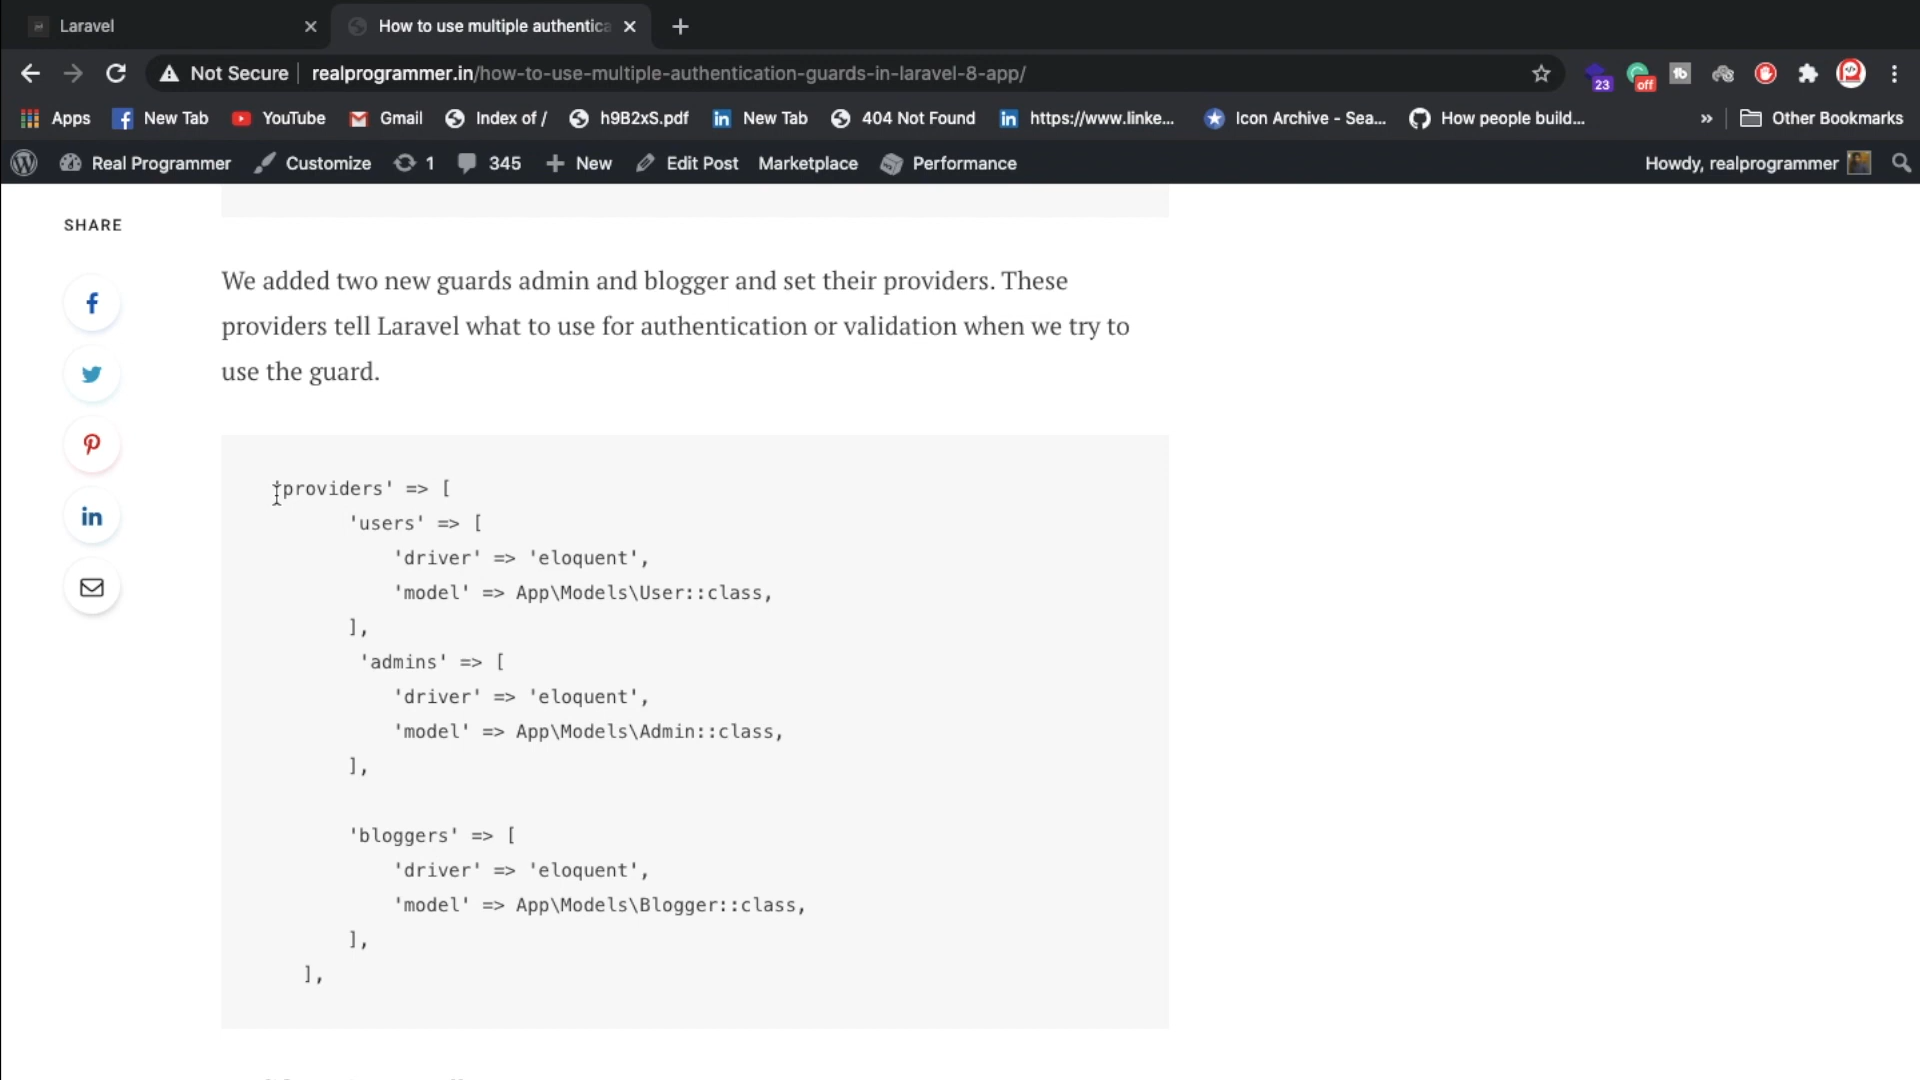 Laravel
How to use multiple authentica
Not Secure realprogrammer.in/how-to-use-multiple-authentication-guards-in-laravel-8-app/
23 off
Apps New Tab YouTube Gmail Index of / h9B2xS.pdf New Tab 404 Not Found https://www.linke... Icon Archive - Sea... How people build... » Other Bookmarks
Real Programmer Customize 1 345 New Edit Post Marketplace Performance Howdy, realprogrammer
SHARE
We added two new guards admin and blogger and set their providers. These
providers tell Laravel what to use for authentication or validation when we try to
use the guard.
'providers' => [
'users' => [
'driver' => 'eloquent',
'model' => App\Models\User::class,
],
'admins' => [
'driver' => 'eloquent',
'model' => App\Models\Admin::class,
],
'bloggers' => [
'driver' => 'eloquent',
'model' => App\Models\Blogger::class,
],
],